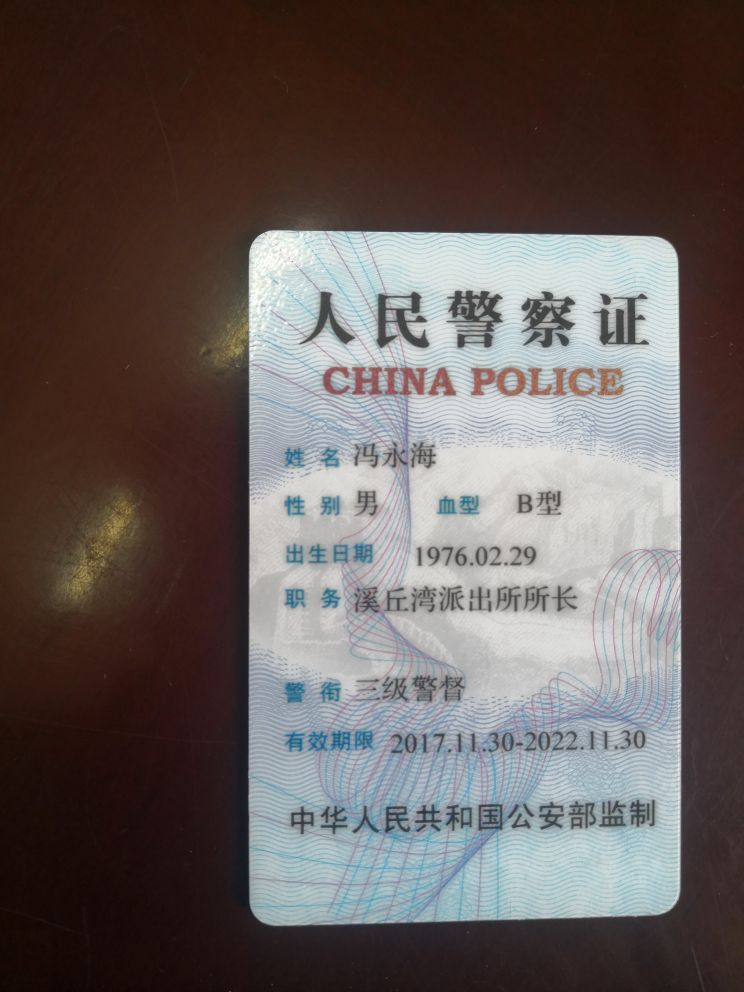 人民警察证
CHINA POLICE
姓名 冯永海
性别 男 血型 B型
出生日期 1976.02.29
职务 溪丘湾派出所所长
警衔 三级警督
有效期限 2017.11.30-2022.11.30
中华人民共和国公安部监制